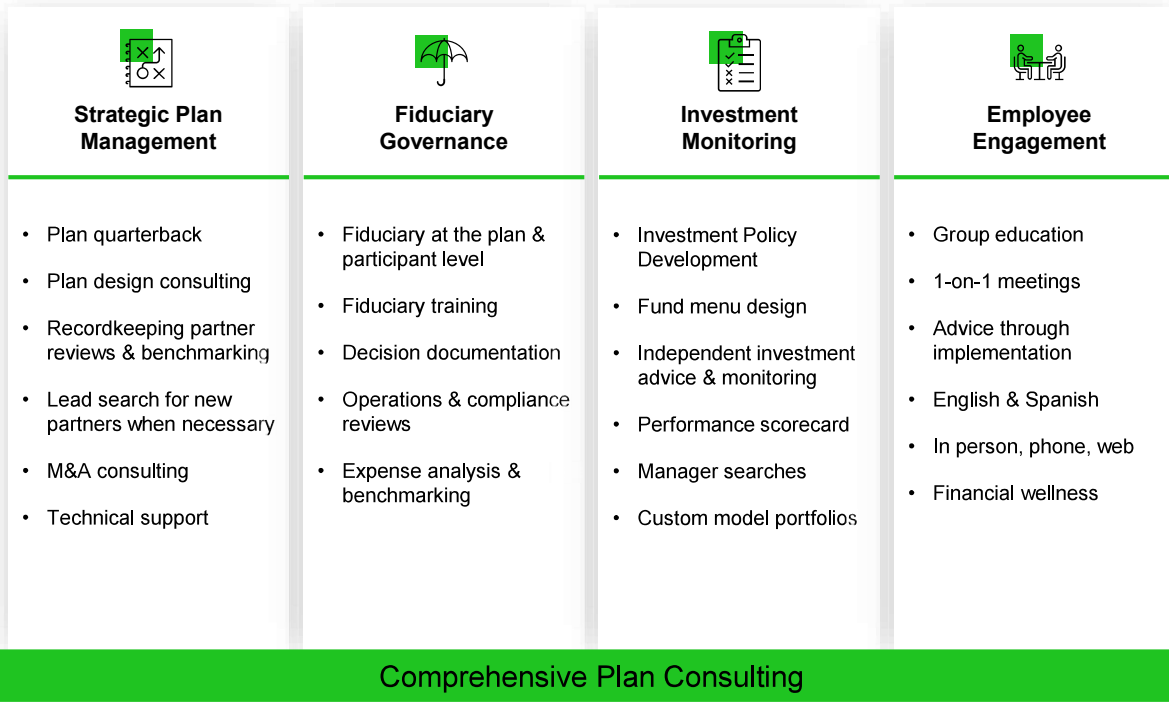 Strategic Plan
Management
• Plan quarterback
• Plan design consulting
• Recordkeeping partner
reviews & benchmarking
• Lead search for new
partners when necessary
• M&A consulting
• Technical support
Fiduciary
Governance
• Fiduciary at the plan &
participant level
• Fiduciary training
• Decision documentation
• Operations & compliance
reviews
• Expense analysis &
benchmarking
Investment
Monitoring
• Investment Policy
Development
• Fund menu design
• Independent investment
advice & monitoring
• Performance scorecard
• Manager searches
• Custom model portfolios
Employee
Engagement
• Group education
• 1-on-1 meetings
• Advice through
implementation
• English & Spanish
• In person, phone, web
• Financial wellness
Comprehensive Plan Consulting